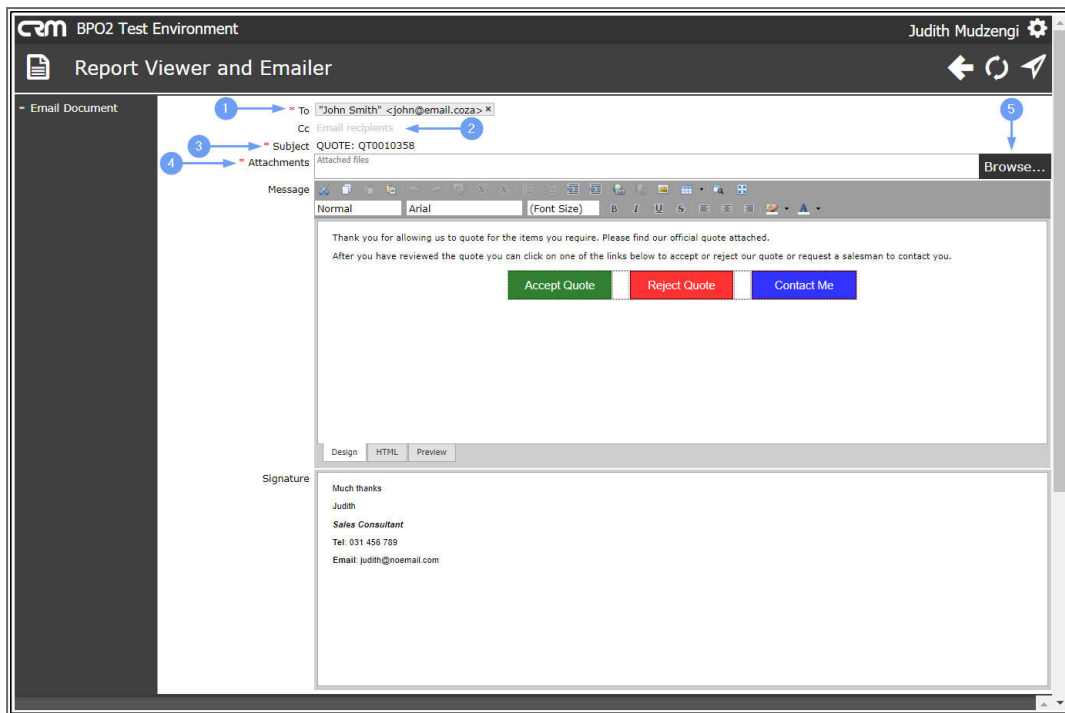 CRM BPO2 Test Environment Judith Mudzengi
Report Viewer and Emailer
- Email Document
1 * To "John Smith" <john@email.coza> × 5
Cc Email recipients 2
3 * Subject QUOTE: QT0010358
4 * Attachments Attached files Browse...
Message
Normal Arial (Font Size) B I U S A
Thank you for allowing us to quote for the items you require. Please find our official quote attached.
After you have reviewed the quote you can click on one of the links below to accept or reject our quote or request a salesman to contact you.
Accept Quote Reject Quote Contact Me
Design HTML Preview
Signature
Much thanks
Judith
Sales Consultant
Tel: 031 456 789
Email: judith@noemail.com